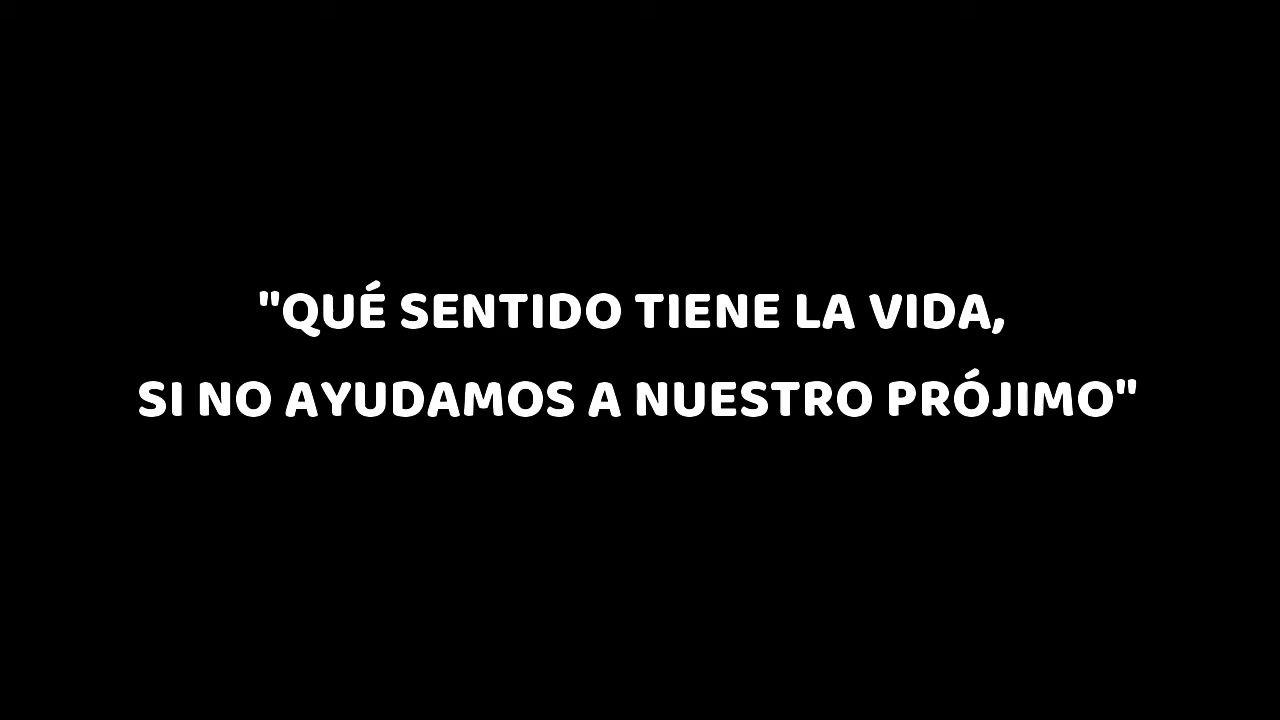 "QUÉ SENTIDO TIENE LA VIDA,
SI NO AYUDAMOS A NUESTRO PRÓJIMO"